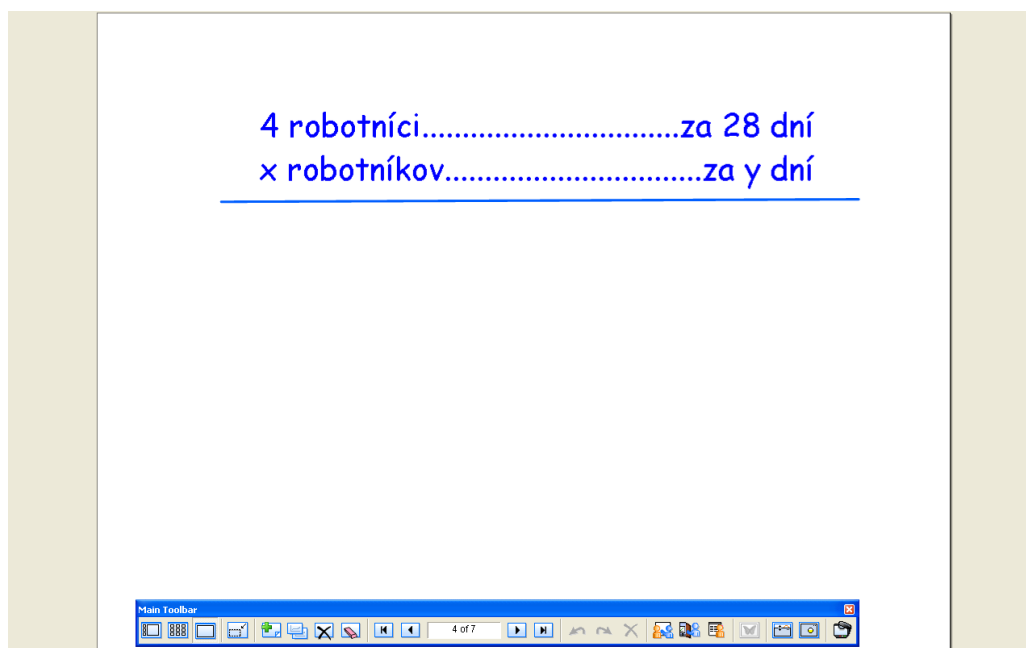 4 robotníci................................za 28 dní
x robotníkov................................za y dní
Main Toolbar
4 of 7